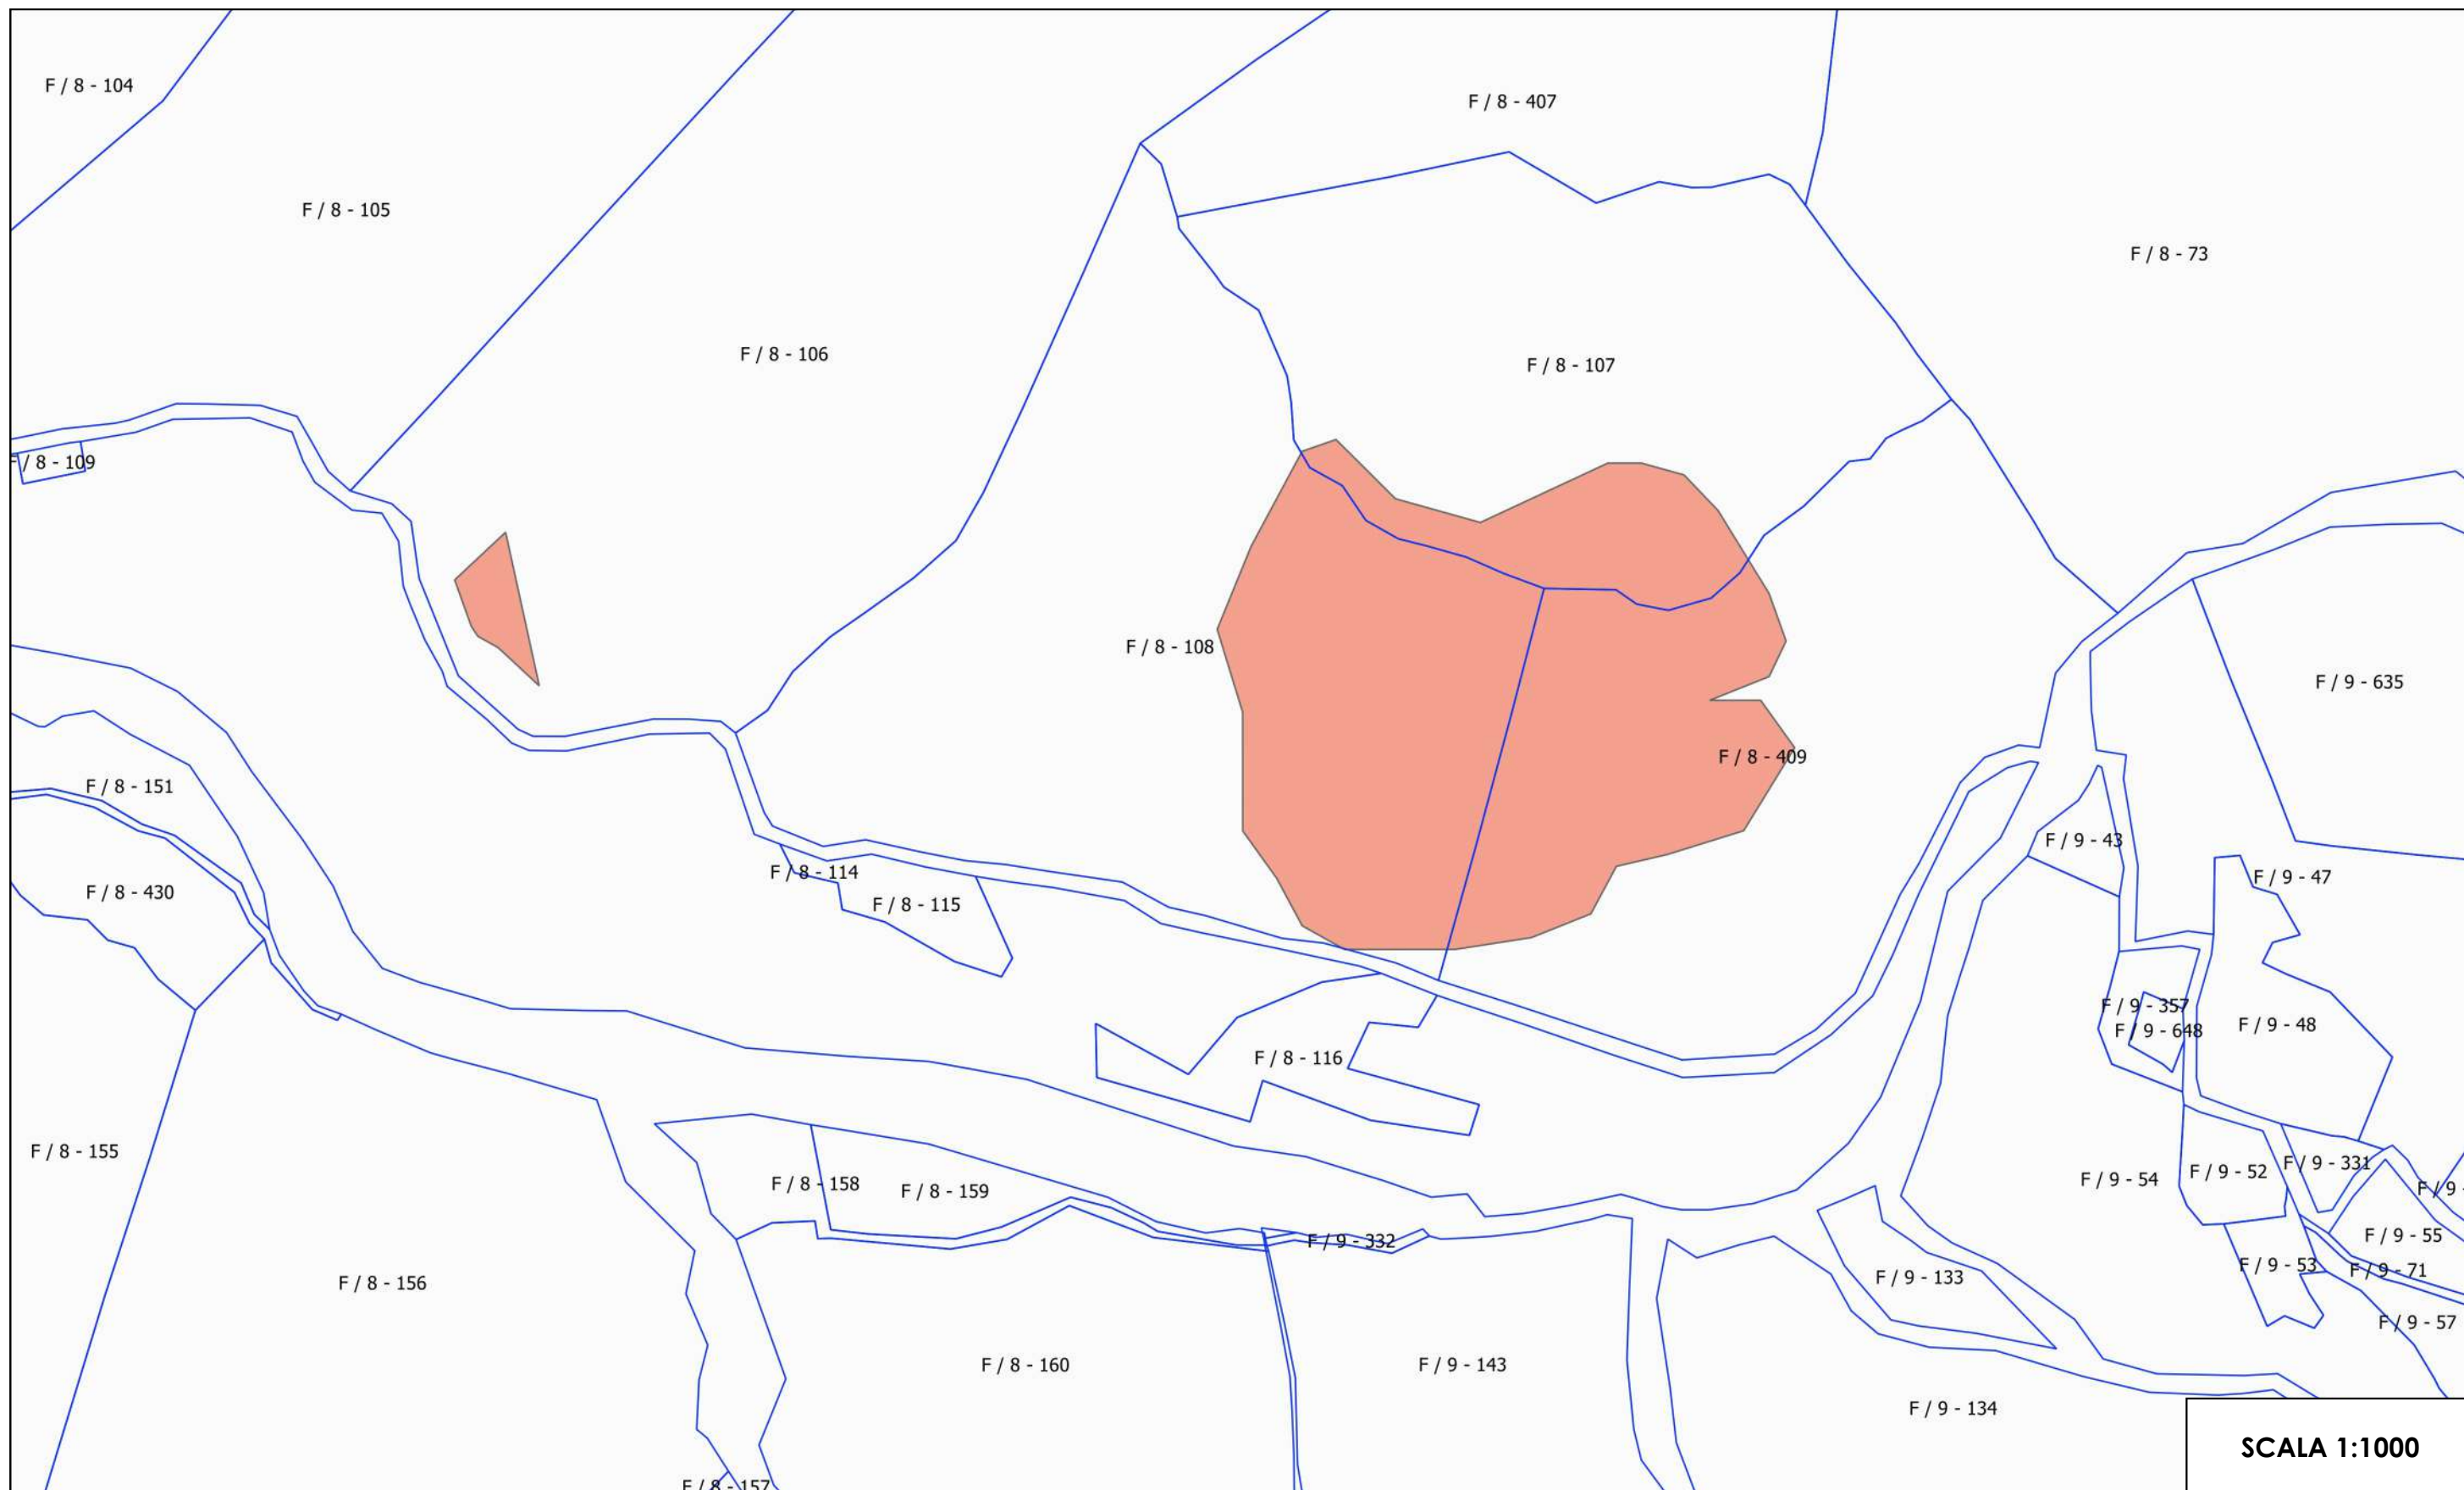 F / 8 - 104
F / 8 - 407
F / 8 - 105
F / 8 - 73
F / 8 - 106
F / 8 - 107
/ 8 - 109
F / 8 - 108
F / 9 - 635
F / 8 - 409
F / 8 - 151
F / 9 - 43
F / 8 - 114
F / 9 - 47
F / 8 - 430
F / 8 - 115
F / 9 - 357
F / 9 - 48
F / 9 - 648
F / 8 - 116
F / 8 - 155
F / 9 - 331
F / 9 - 52
F / 9 - 54
F / 8 - 158
F / 8 - 159
F / 9 -
F / 9 - 55
F / 9 - 332
F / 9 - 53
F / 9 - 71
F / 9 - 133
F / 8 - 156
F / 9 - 57
F / 8 - 160
F / 9 - 143
F / 9 - 134
SCALA 1:1000
F / 8 - 157